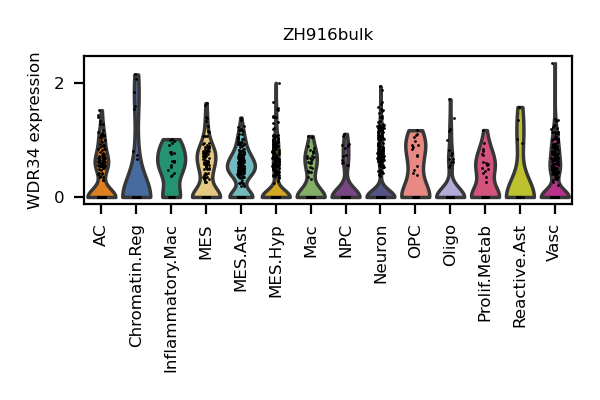 ZH916bulk
WDR34 expression
2
0
AC
Chromatin.Reg
Inflammatory.Mac
MES
MES.Ast
MES.Hyp
Mac
NPC
Neuron
OPC
Oligo
Prolif.Metab
Reactive.Ast
Vasc